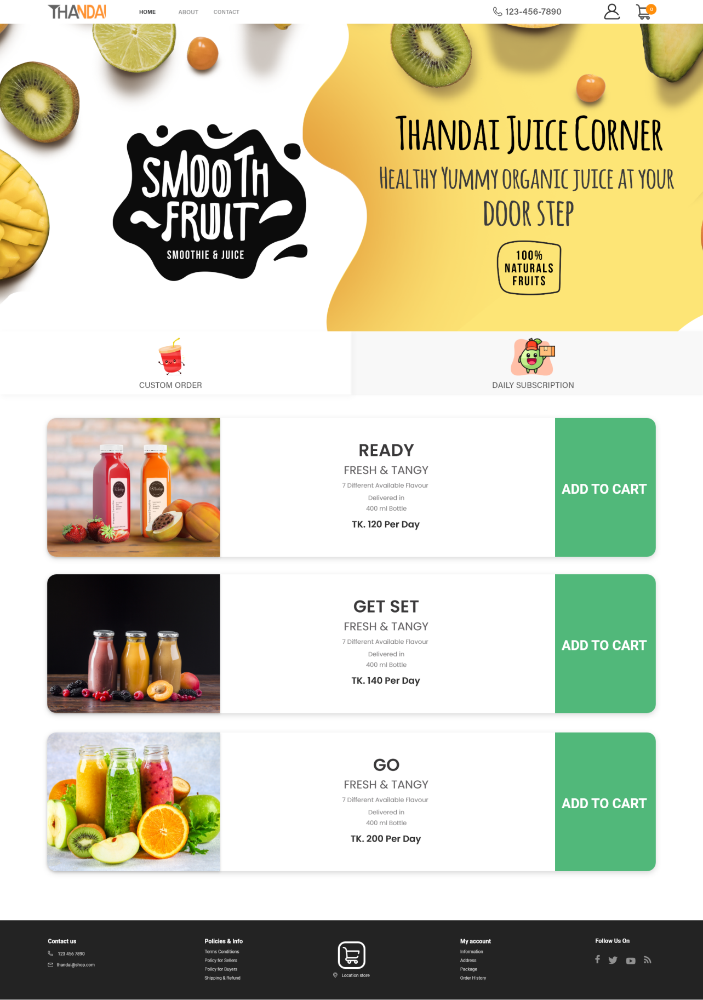 THANDAI
HOME
ABOUT
CONTACT
123-456-7890
0
SMOOTH
FRUIT
SMOOTHIE & JUICE
THANDAI JUICE CORNER
HEALTHY YUMMY ORGANIC JUICE AT YOUR
DOOR STEP
100%
NATURALS
FRUITS
CUSTOM ORDER
DAILY SUBSCRIPTION
READY
FRESH & TANGY
7 Different Available Flavour
Delivered in
400 ml Bottle
TK. 120 Per Day
ADD TO CART
GET SET
FRESH & TANGY
7 Different Available Flavour
Delivered in
400 ml Bottle
TK. 140 Per Day
ADD TO CART
GO
FRESH & TANGY
7 Different Available Flavour
Delivered in
400 ml Bottle
TK. 200 Per Day
ADD TO CART
Contact us
123 456 7890
thandai@shop.com
Policies & Info
Terms Conditions
Policy for Sellers
Policy for Buyers
Shipping & Refund
Location store
My account
Information
Address
Package
Order History
Follow Us On